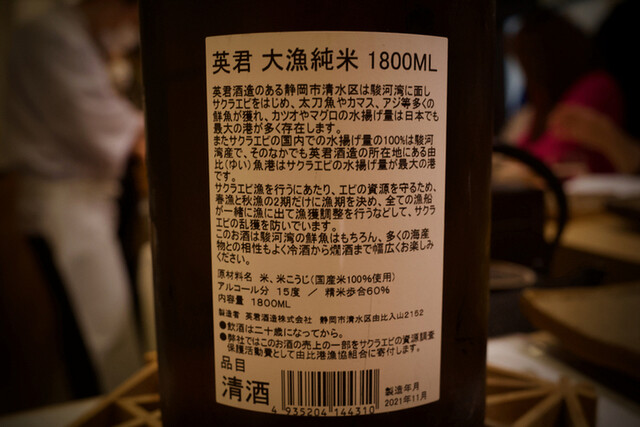 英君 大漁純米 1800ML
英君酒造のある静岡市清水区は駿河湾に面し
サクラエビをはじめ、太刀魚やカマス、アジ等多くの
鮮魚が獲れ、カツオやマグロの水揚げ量は日本でも
最大の港が多く存在します。
またサクラエビの国内での水揚げ量の100%は駿河
湾産で、そのなかでも英君酒造の所在地にある由
比(ゆい)漁港はサクラエビの水揚げ量が最大の港
です。
サクラエビ漁を行うにあたり、エビの資源を守るため、
春漁と秋漁の2期だけに漁期を決め、全ての漁船
が一緒に漁に出て漁獲調整を行うなどして、サクラ
エビの乱獲を防いでいます。
このお酒は駿河湾の鮮魚はもちろん、多くの海産
物との相性もよく冷酒から燗酒まで幅広くお楽しみ
ください。
原材料名 米、米こうじ(国産米100%使用)
アルコール分 15度 / 精米歩合60%
内容量 1800ML
製造者 英君酒造株式会社 静岡市清水区由比入山2152
●飲酒は二十歳になってから。
●弊社ではこのお酒の売上の一部をサクラエビの資源調査
保護活動費として由比港漁協組合に寄付します。
品目
清酒
4 935204 144310
製造年月
2021年11月